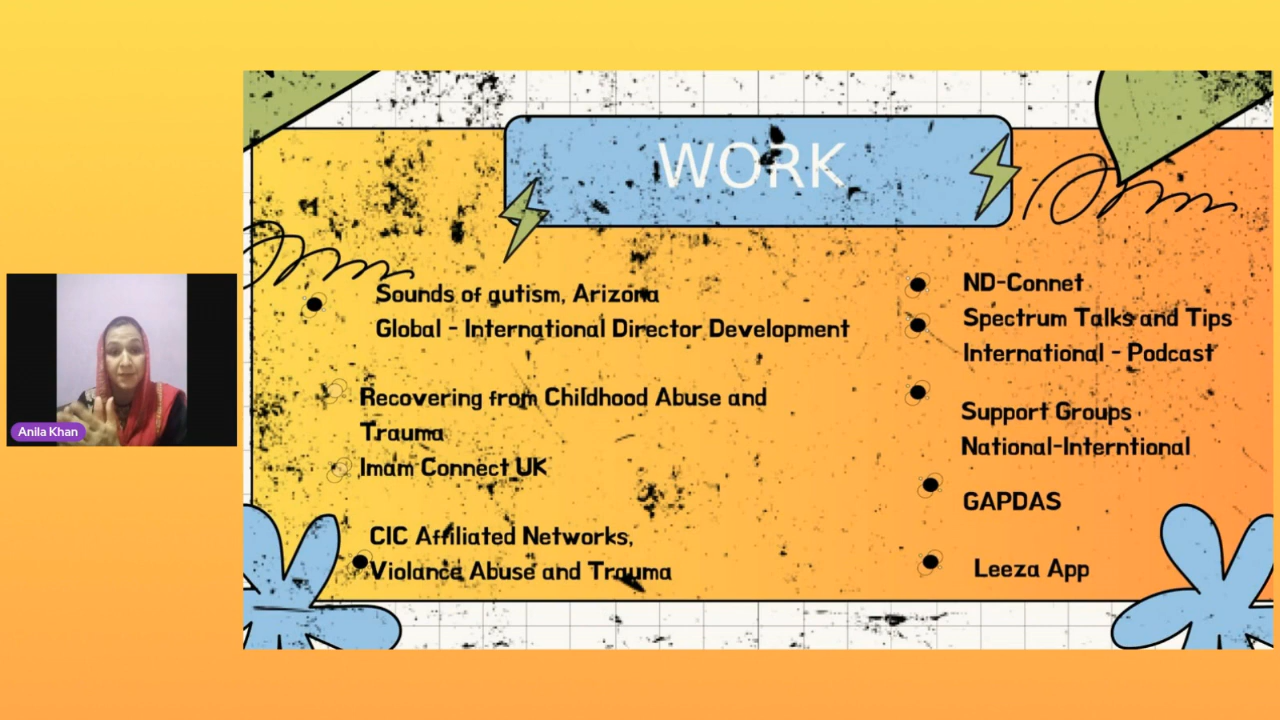 WORK
Sounds of autism, Arizona
Global - International Director Development
Recovering from Childhood Abuse and
Trauma
Imam Connect UK
CIC Affiliated Networks,
Violance Abuse and Trauma
ND-Connet
Spectrum Talks and Tips
International - Podcast
Support Groups
National-Interntional
GAPDAS
Leeza App
Anila Khan